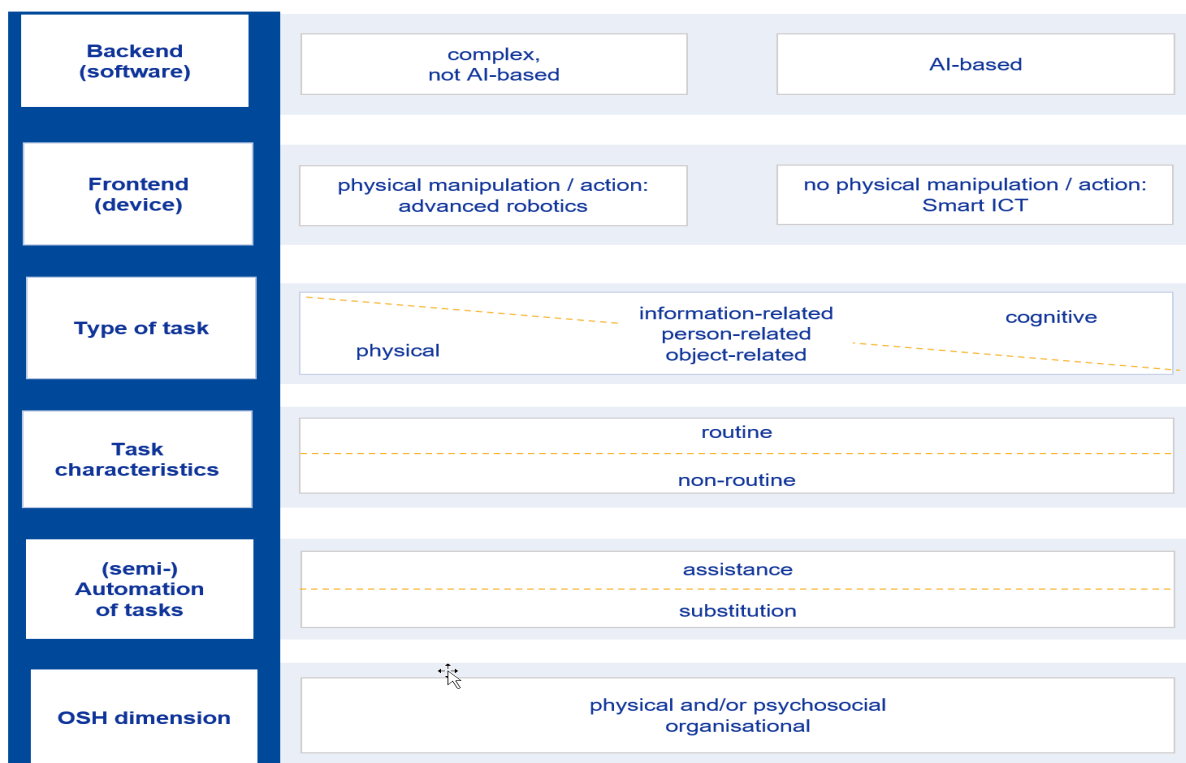 Backend
(software)
complex,
not AI-based
AI-based
Frontend
(device)
physical manipulation / action:
advanced robotics
no physical manipulation / action:
Smart ICT
Type of task
physical
information-related
person-related
object-related
cognitive
Task
characteristics
routine
non-routine
(semi-)
Automation
of tasks
assistance
substitution
OSH dimension
physical and/or psychosocial
organisational